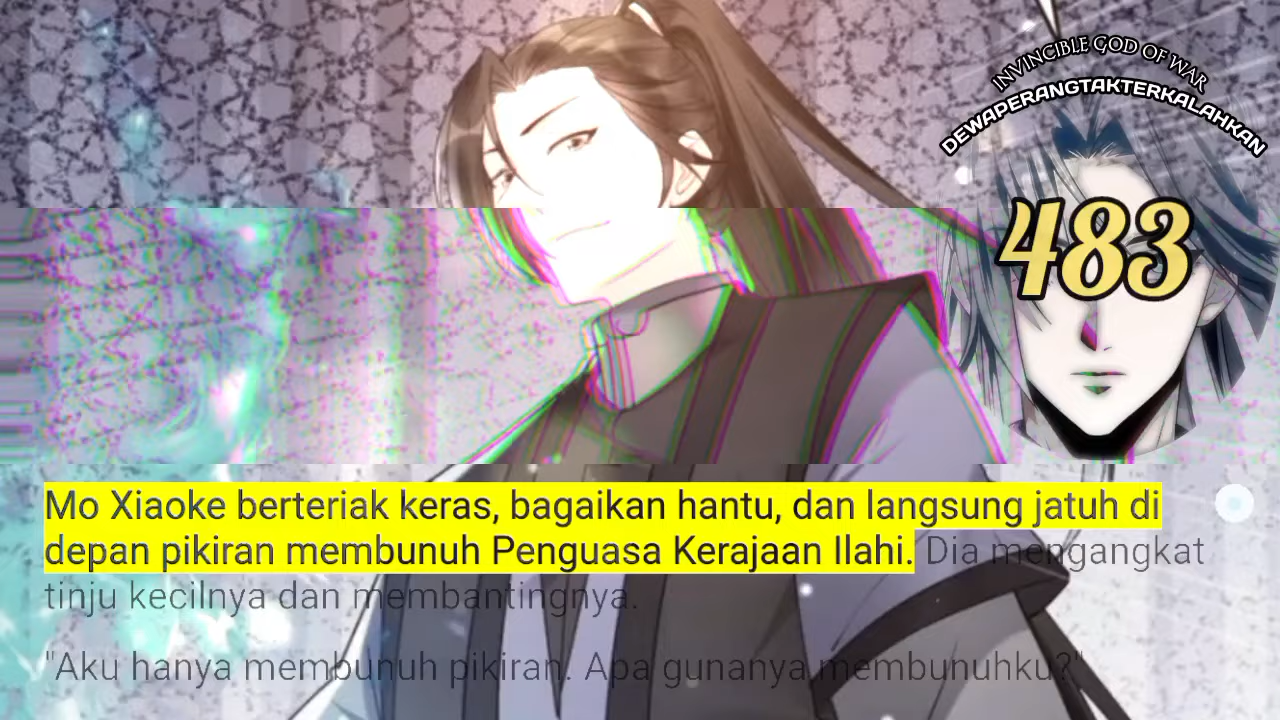 INVINCIBLE GOD OF WAR
DEWAPERANGTAKTERKALAHKAN
483
Mo Xiaoke berteriak keras, bagaikan hantu, dan langsung jatuh di
depan pikiran membunuh Penguasa Kerajaan Ilahi. Dia mengangkat
tinju kecilnya dan membantingnya.
"Aku hanya membunuh pikiran. Apa gunanya membunuhku?"